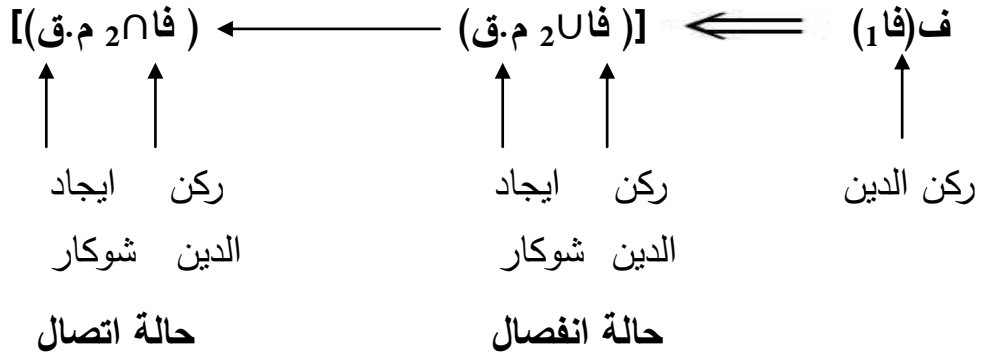 ف(فا1) ⇐ [( فا2∪ م.ق) ← ( فا2∩ م.ق)]
ركن الدين ركن ايجاد ركن ايجاد
الدين شوكار الدين شوكار
حالة انفصال حالة اتصال